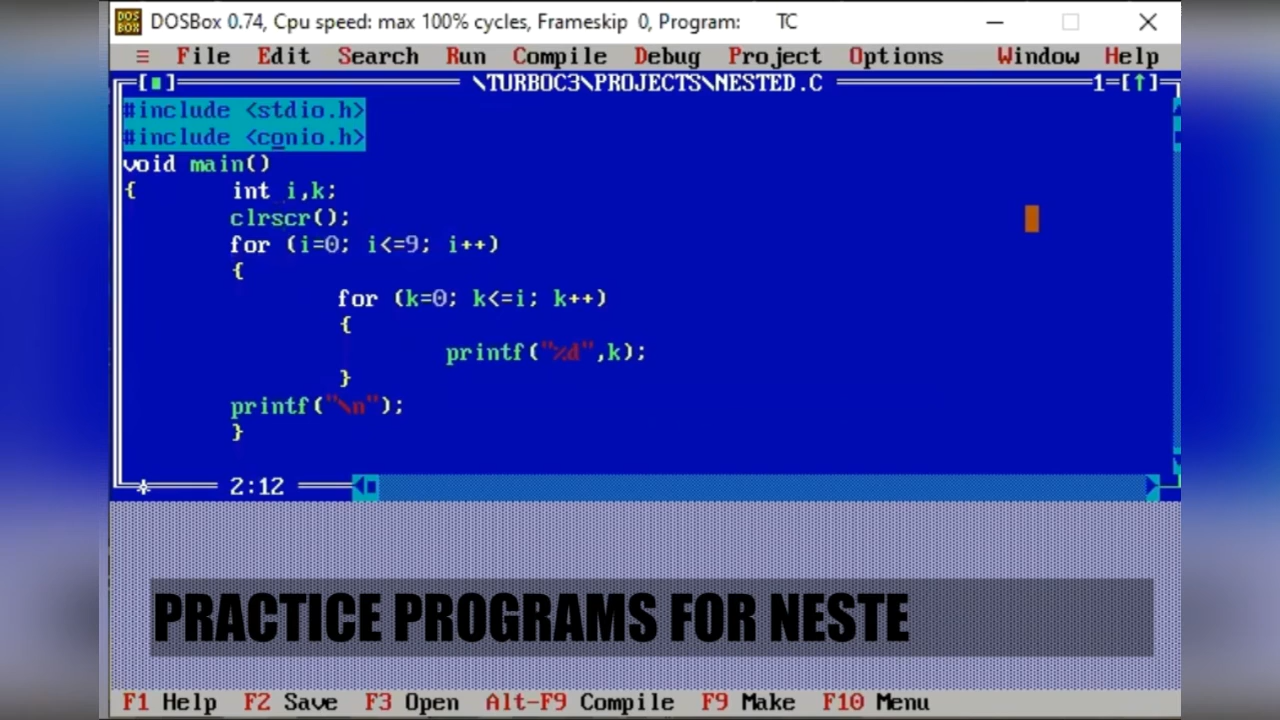 DOS BOX DOSBox 0.74, Cpu speed: max 100% cycles, Frameskip 0, Program: TC
≡ File Edit Search Run Compile Debug Project Options Window Help
[■] \TURBOC3\PROJECTS\NESTED.C 1=[↑]
#include <stdio.h>
#include <conio.h>
void main()
{ int i,k;
clrscr();
for (i=0; i<=9; i++)
{
for (k=0; k<=i; k++)
{
printf("%d",k);
}
printf("\n");
}
2:12
PRACTICE PROGRAMS FOR NESTE
F1 Help F2 Save F3 Open Alt-F9 Compile F9 Make F10 Menu